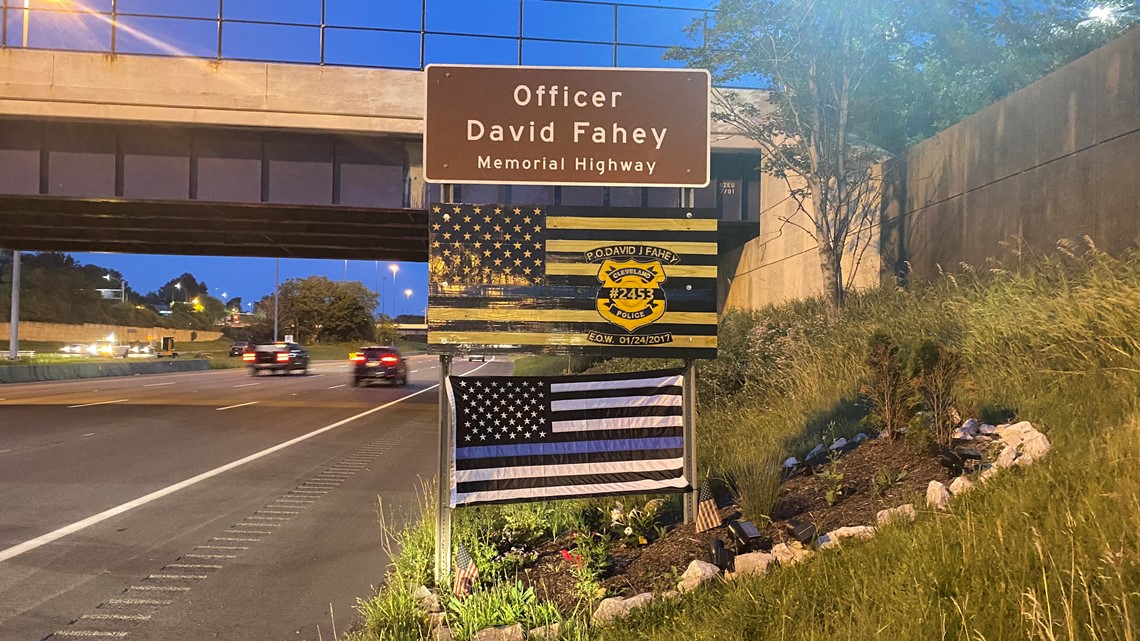 Officer
David Fahey
Memorial Highway
P.O.DAVID J FAHEY
CLEVELAND
#2453
POLICE
E.O.W. 01/24/2017